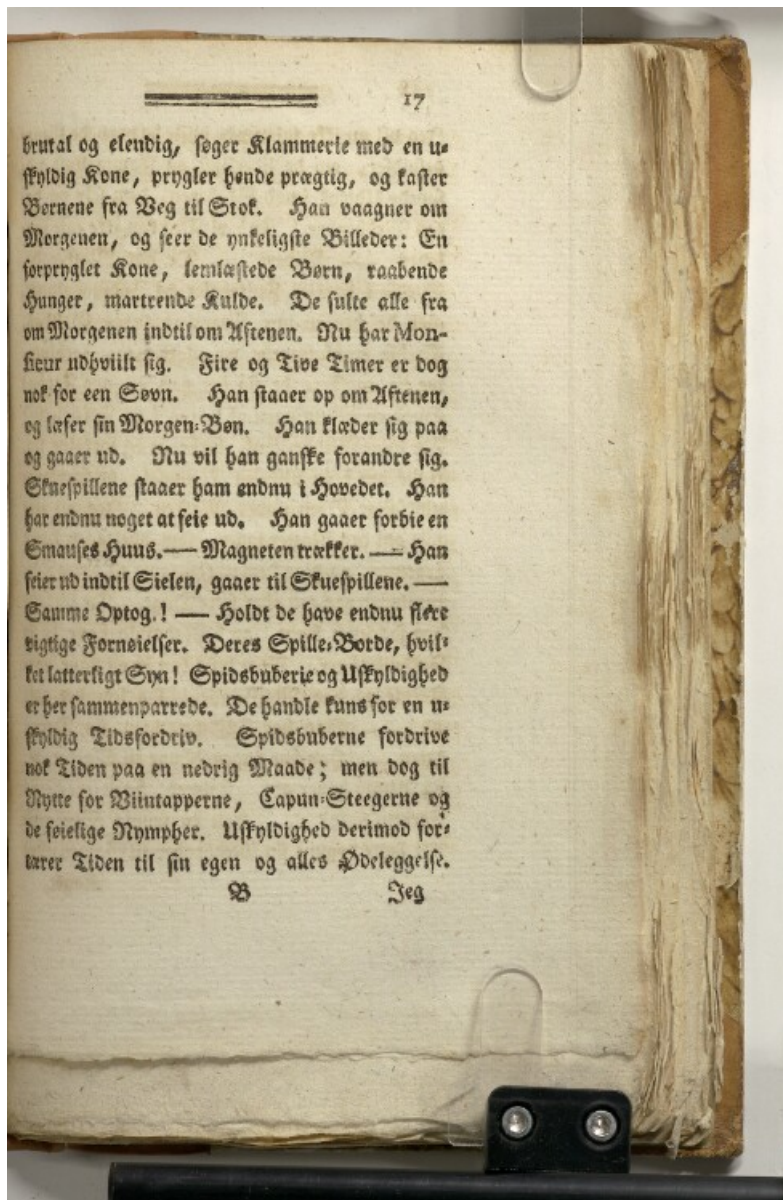 17
brutal og elendig, søger Klammerie med en u-
skyldig Kone, prygler hende prægtig, og kaster
Børnene fra Veg til Stok. Han vaagner om
Morgenen, og seer de ynkeligste Billeder: En
forpryglet Kone, lemlæstede Børn, raabende
Hunger, martrende Kulde. De sulte alle fra
om Morgenen indtil om Aftenen. Nu har Mon-
sieur udhviilt sig. Fire og Tive Timer er dog
nok for een Søvn. Han staaer op om Aftenen,
og læser sin Morgen-Bøn. Han klæder sig paa
og gaaer ud. Nu vil han ganske forandre sig.
Skuespillene staaer ham endnu i Hovedet. Han
har endnu noget at feie ud. Han gaaer forbie en
Smauses Huus. — Magneten trækker. — Han
feier ud indtil Sielen, gaaer til Skuespillene. —
Samme Optog.! — Holdt de have endnu flere
vigtige Fornøielser. Deres Spille-Borde, hvil-
ket latterligt Syn! Spidsbuberie og Uskyldighed
er her sammenparrede. De handle kuns for en u-
skyldig Tidsfordriv. Spidsbuberne fordrive
nok Tiden paa en nedrig Maade; men dog til
Nytte for Viintapperne, Capun-Steegerne og
de føielige Nympher. Uskyldighed derimod for-
tærer Tiden til sin egen og alles Ødeleggelse.
B Jeg